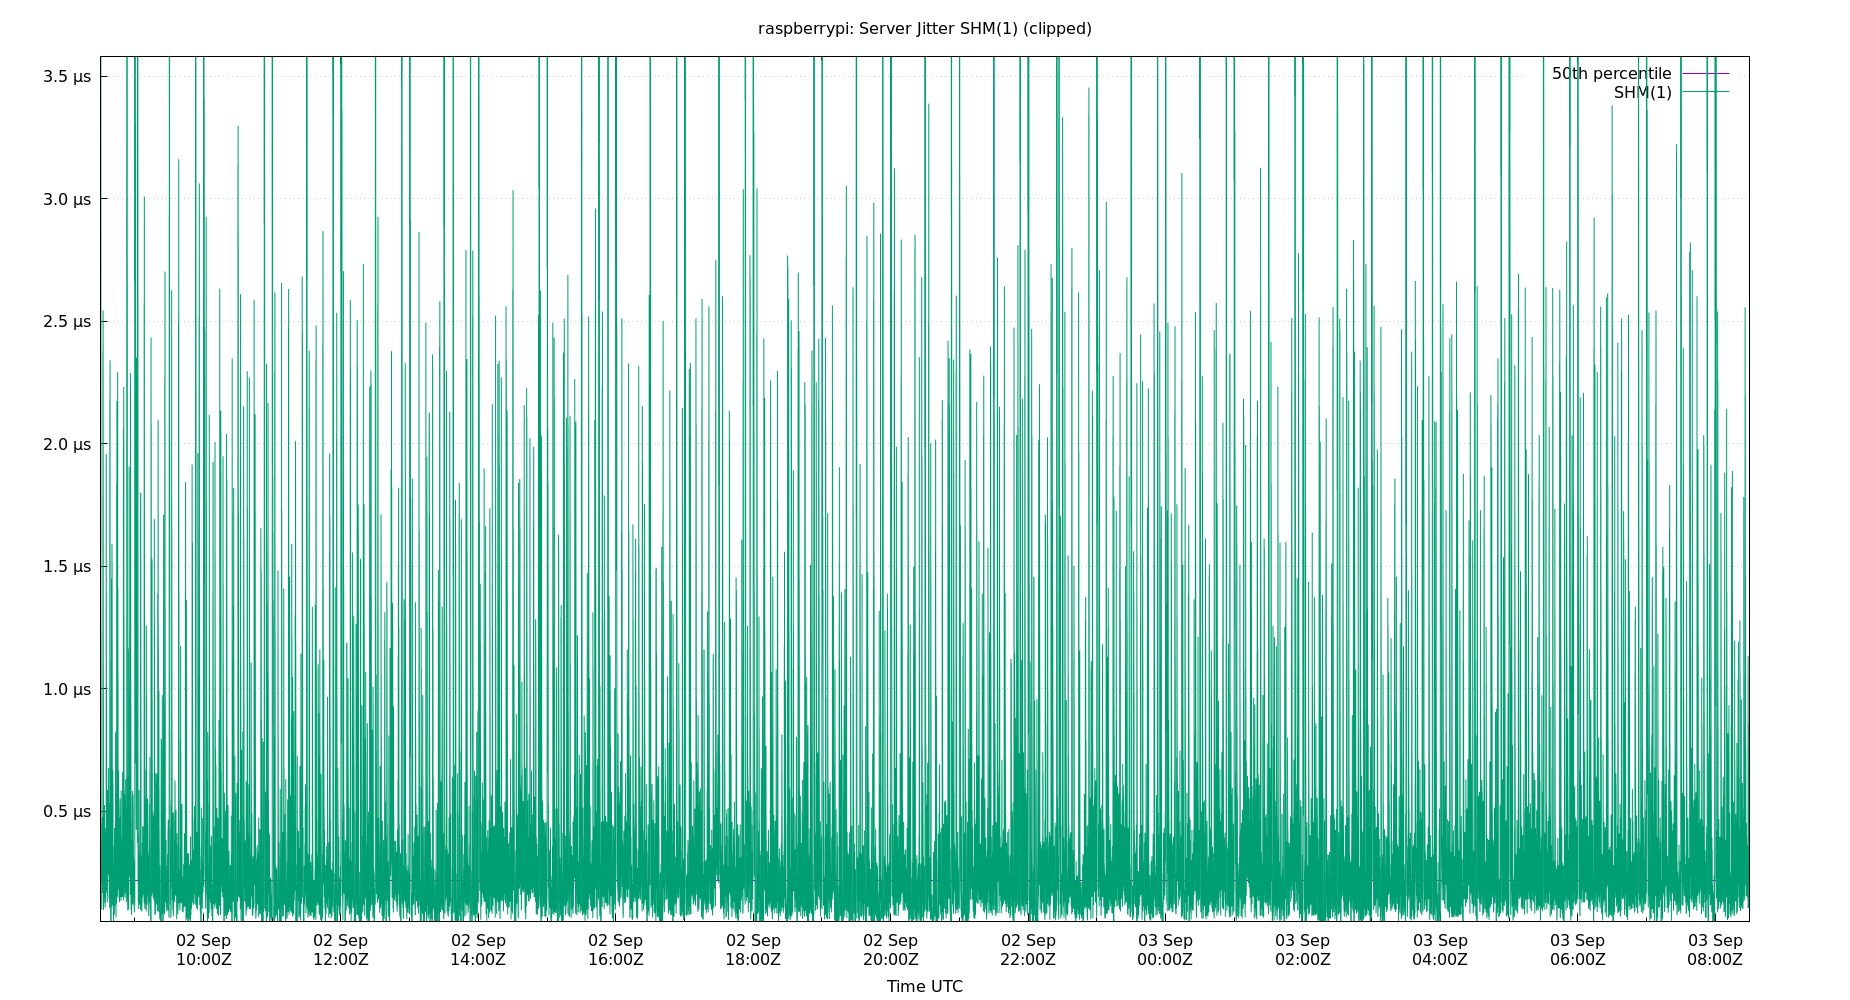 raspberrypi: Server Jitter SHM(1) (clipped)
50th percentile
SHM(1)
3.5 µs
3.0 µs
2.5 µs
2.0 µs
1.5 µs
1.0 µs
0.5 µs
02 Sep 02 Sep 02 Sep 02 Sep 02 Sep 02 Sep 02 Sep 03 Sep 03 Sep 03 Sep 03 Sep 03 Sep
10:00Z 12:00Z 14:00Z 16:00Z 18:00Z 20:00Z 22:00Z 00:00Z 02:00Z 04:00Z 06:00Z 08:00Z
Time UTC